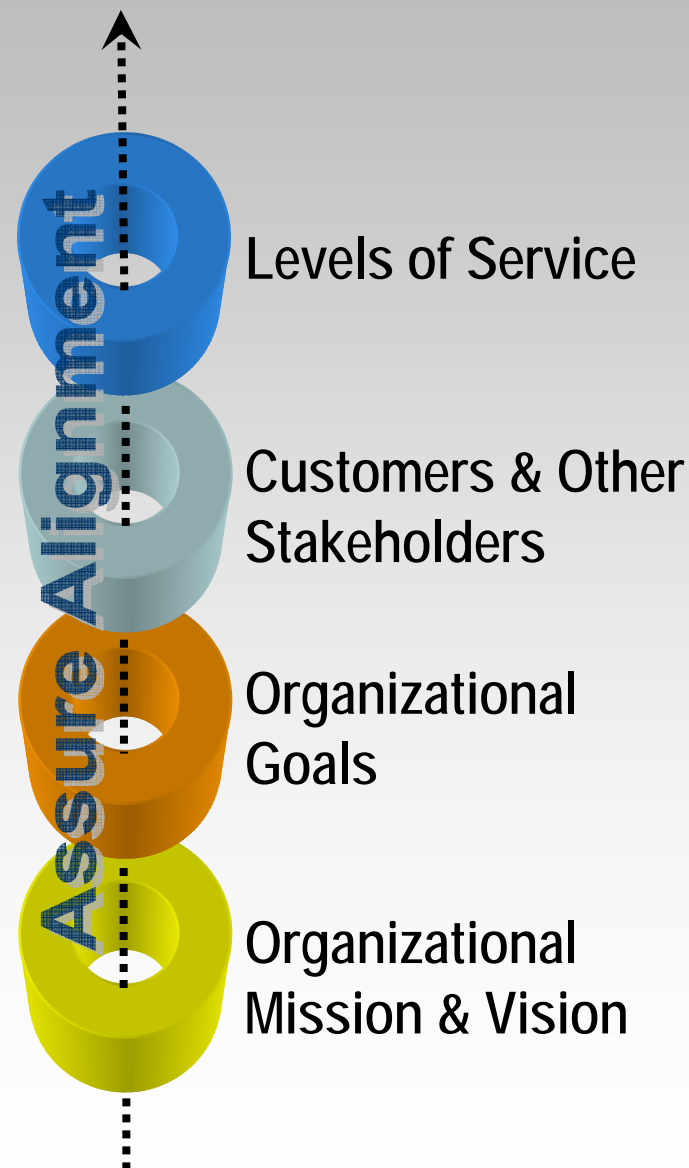 Assure Alignment
Levels of Service
Customers & Other
Stakeholders
Organizational
Goals
Organizational
Mission & Vision